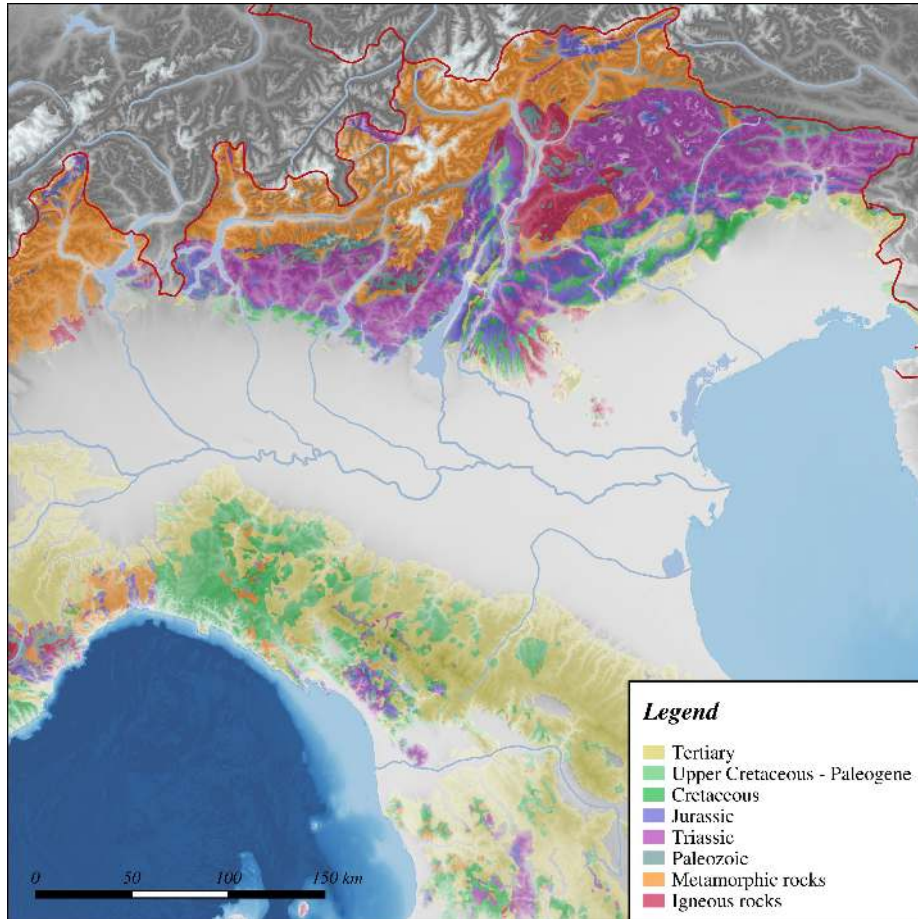 Legend
Tertiary
Upper Cretaceous - Paleogene
Cretaceous
Jurassic
Triassic
Paleozoic
Metamorphic rocks
Igneous rocks
0 50 100 150 km